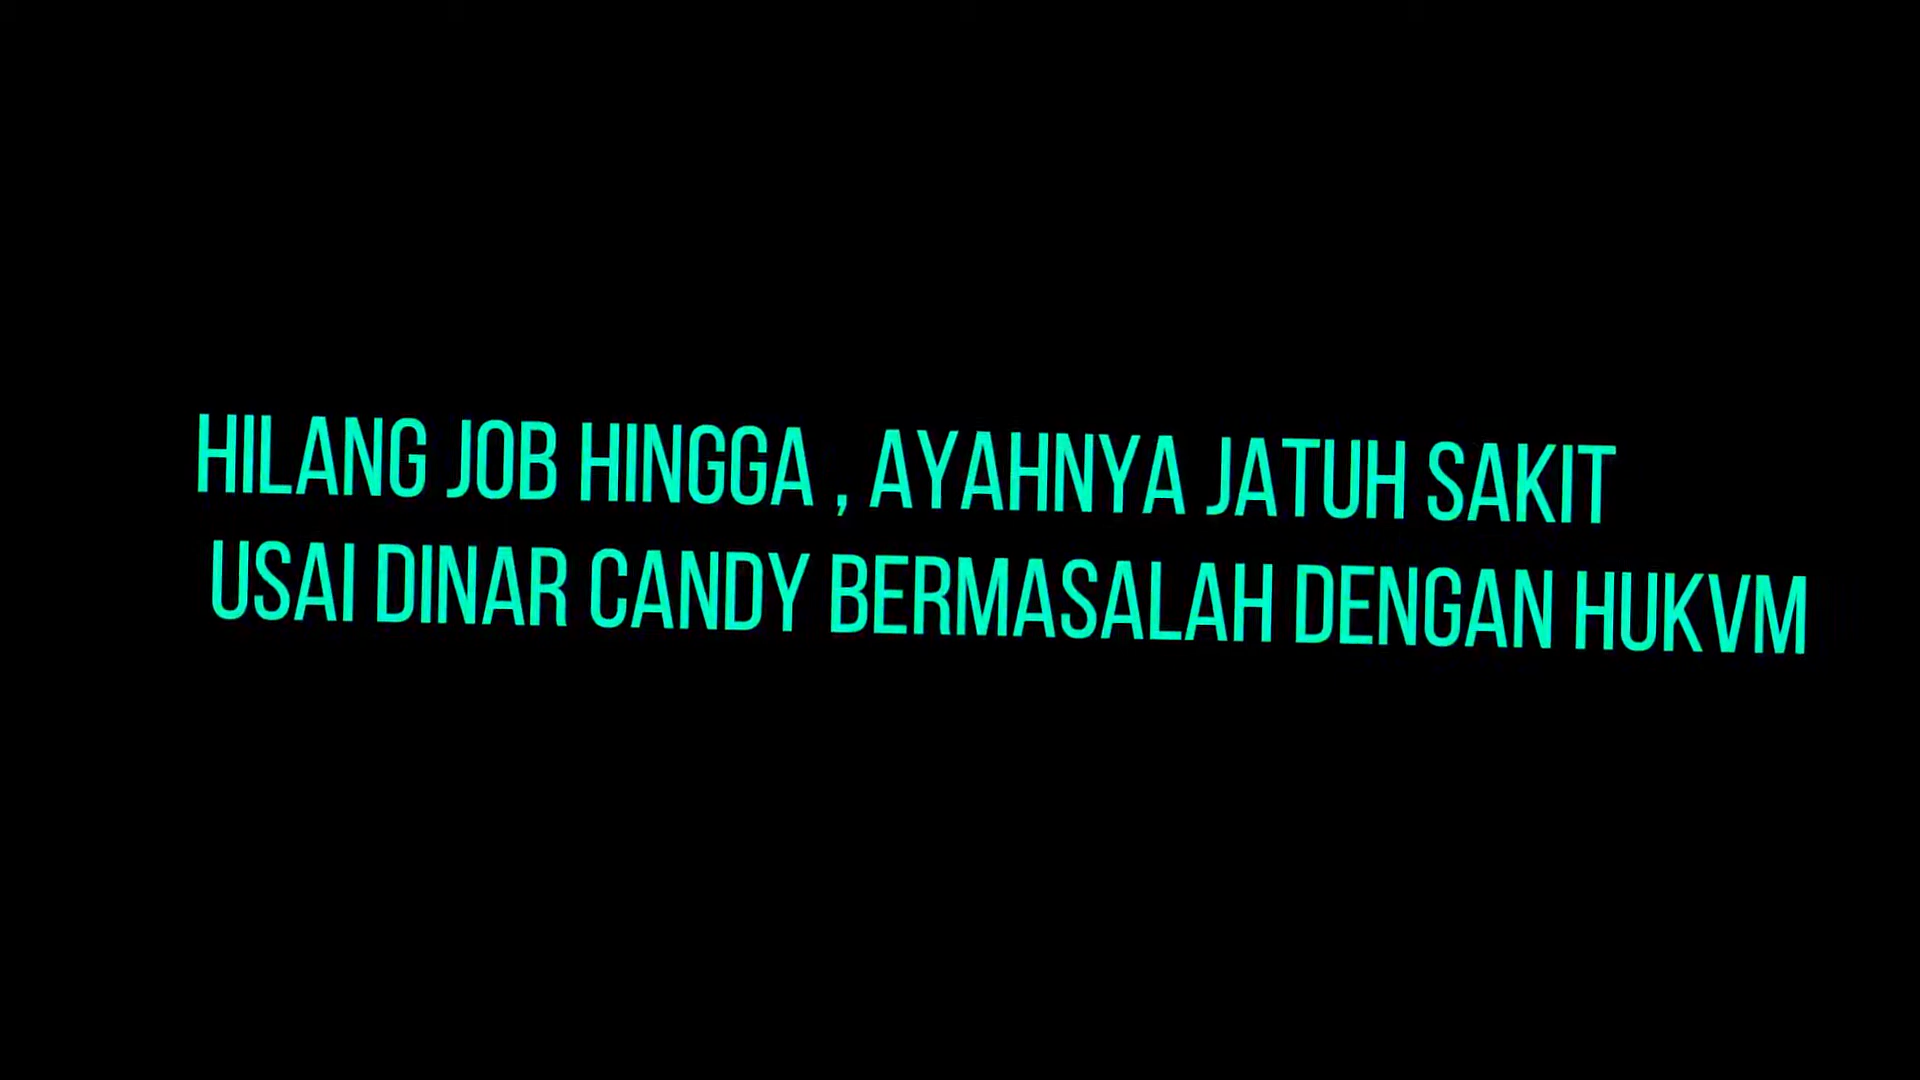 HILANG JOB HINGGA , AYAHNYA JATUH SAKIT
USAI DINAR CANDY BERMASALAH DENGAN HUKVM